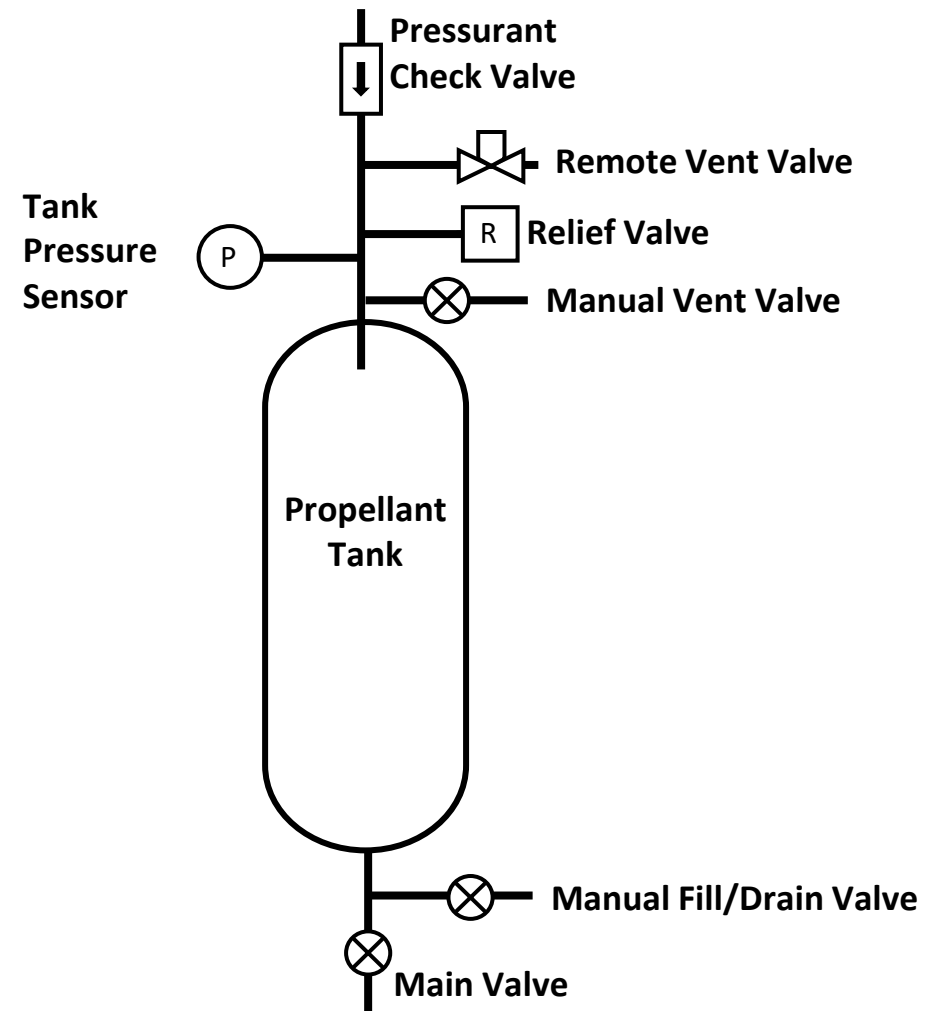 Pressurant
Check Valve
Remote Vent Valve
Tank
Pressure
Sensor
P
R
Relief Valve
Manual Vent Valve
Propellant
Tank
Manual Fill/Drain Valve
Main Valve